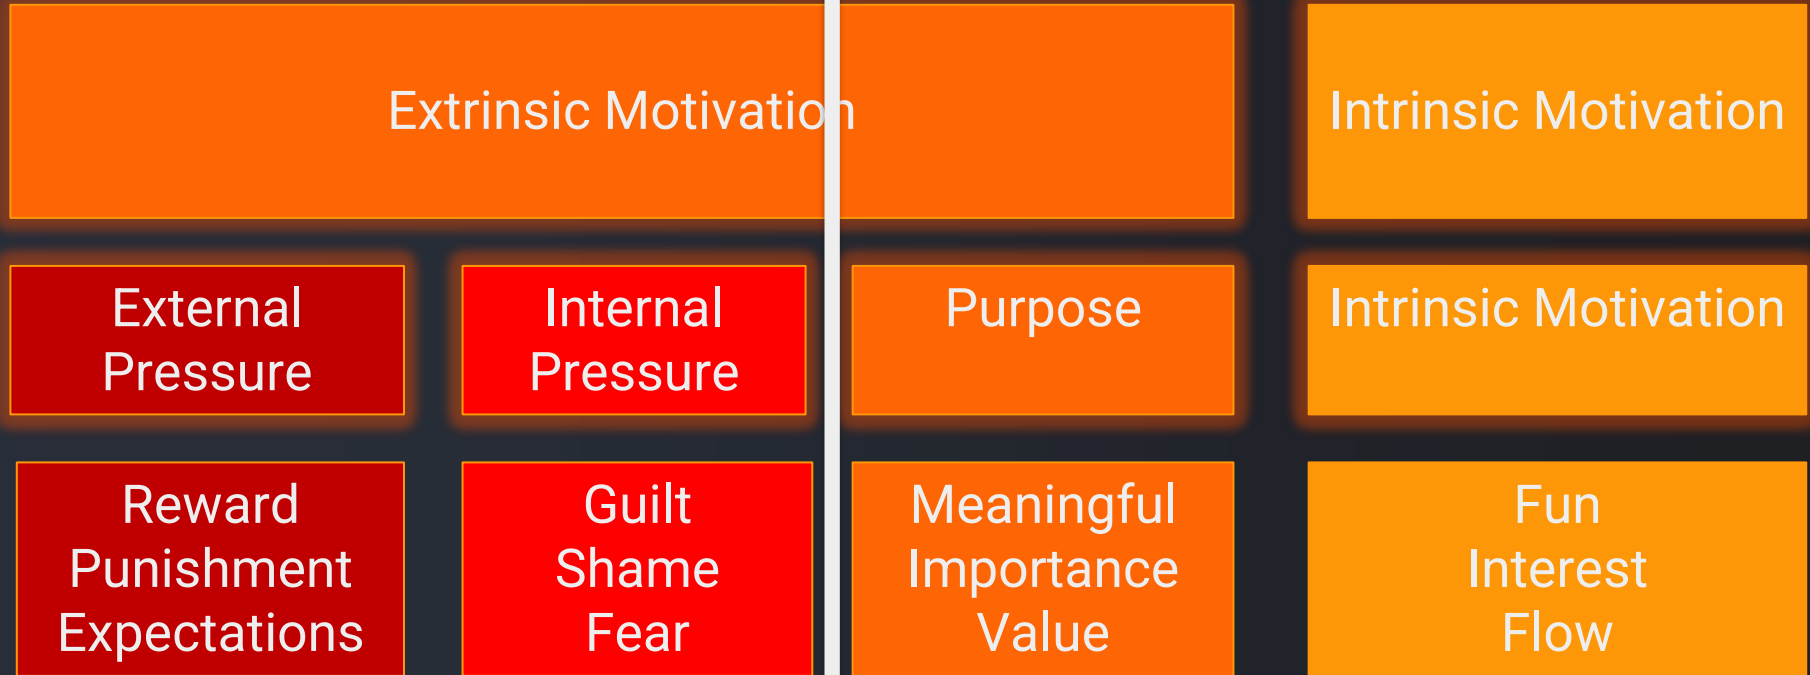 Extrinsic Motivation
Intrinsic Motivation
External
Pressure
Internal
Pressure
Purpose
Intrinsic Motivation
Reward
Punishment
Expectations
Guilt
Shame
Fear
Meaningful
Importance
Value
Fun
Interest
Flow